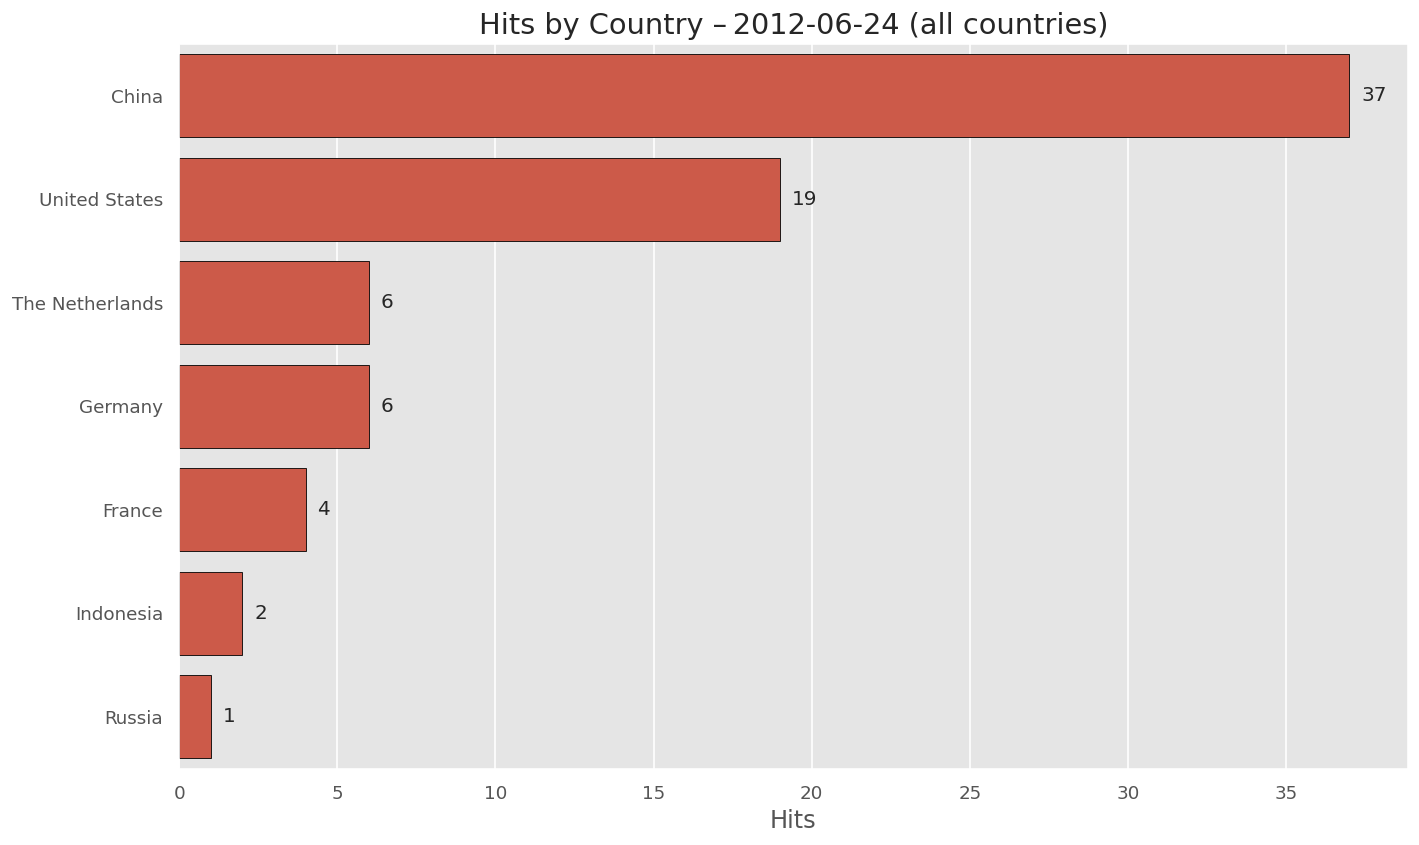 Hits by Country – 2012-06-24 (all countries)
China 37
United States 19
The Netherlands 6
Germany 6
France 4
Indonesia 2
Russia 1
0 5 10 15 20 25 30 35
Hits